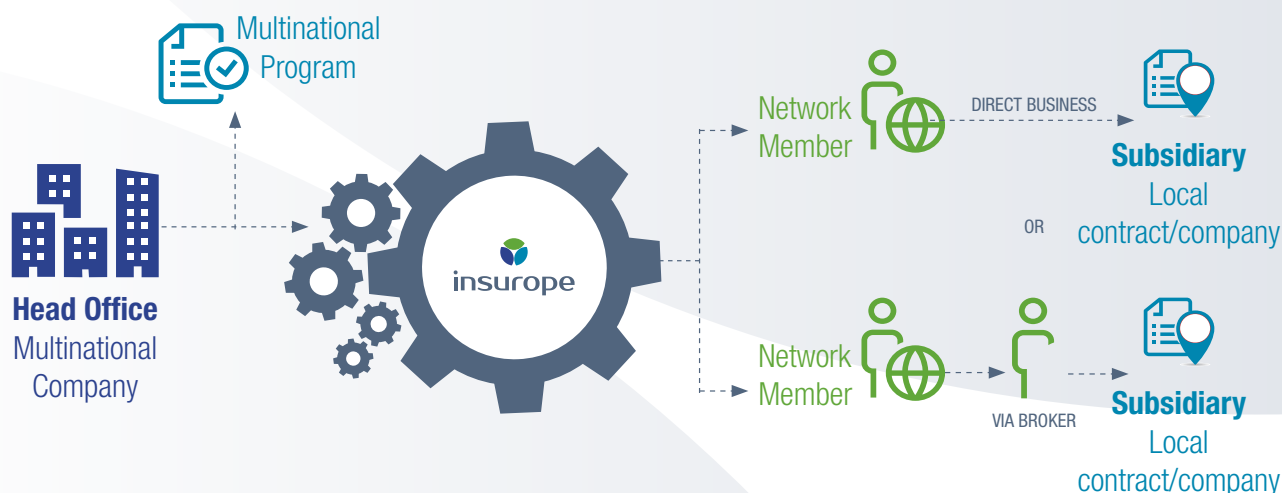 Multinational
Program
Head Office
Multinational
Company
insurope
Network
Member
DIRECT BUSINESS
Subsidiary
Local
contract/company
OR
Network
Member
VIA BROKER
Subsidiary
Local
contract/company